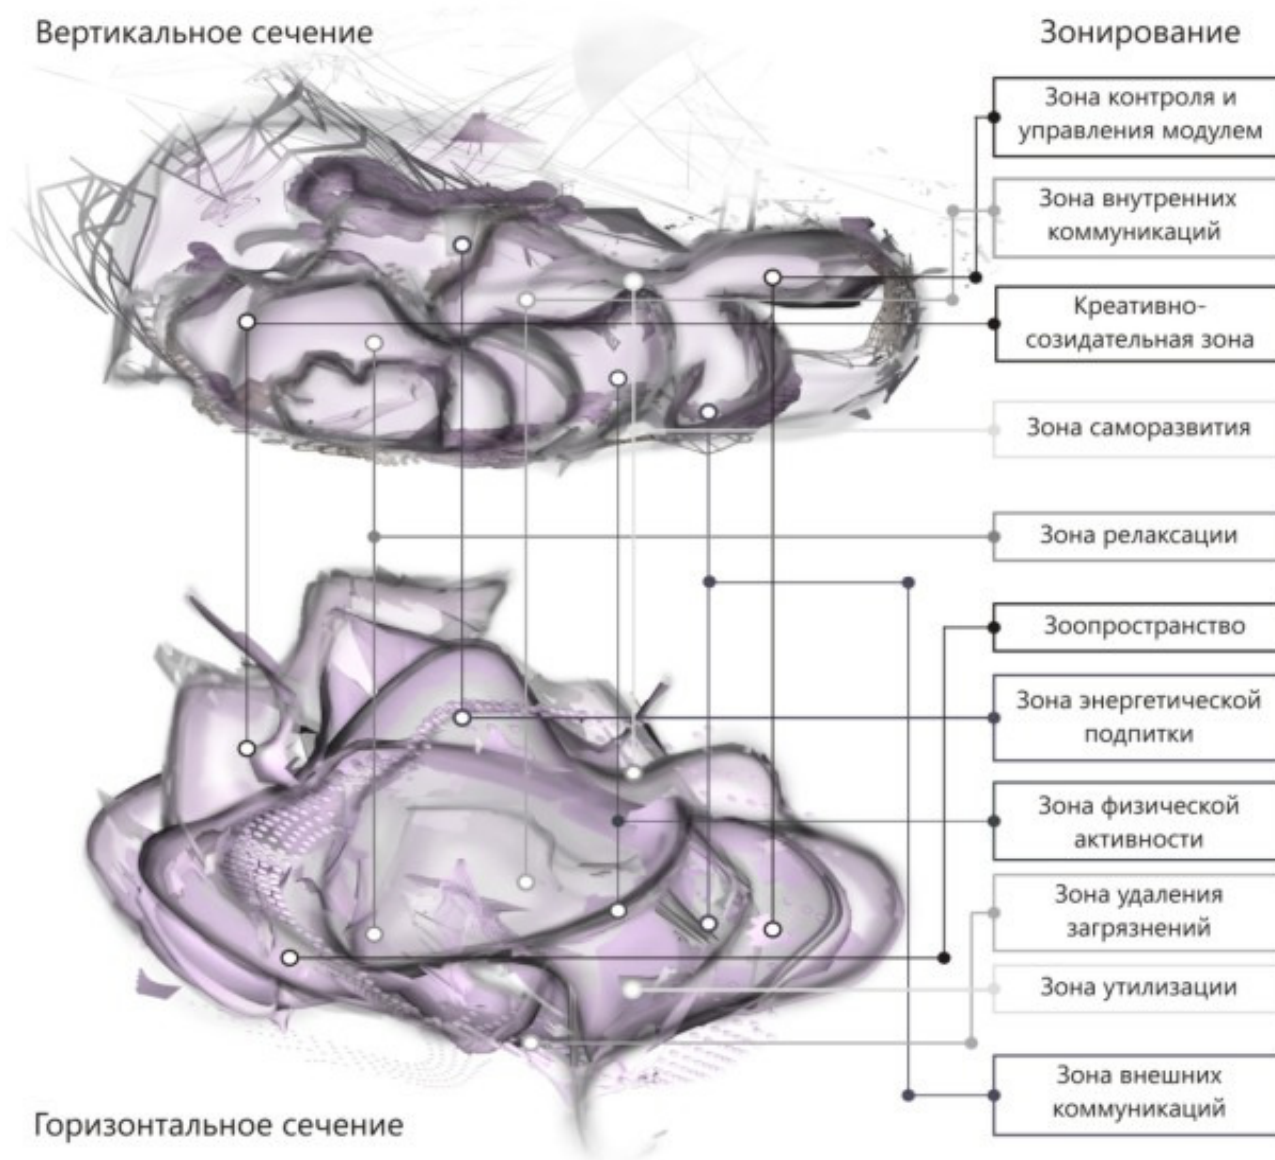 Вертикальное сечение
Зонирование
Зона контроля и
управления модулем
Зона внутренних
коммуникаций
Креативно-
созидательная зона
Зона саморазвития
Зона релаксации
Зоопространство
Зона энергетической
подпитки
Зона физической
активности
Зона удаления
загрязнений
Зона утилизации
Зона внешних
коммуникаций
Горизонтальное сечение